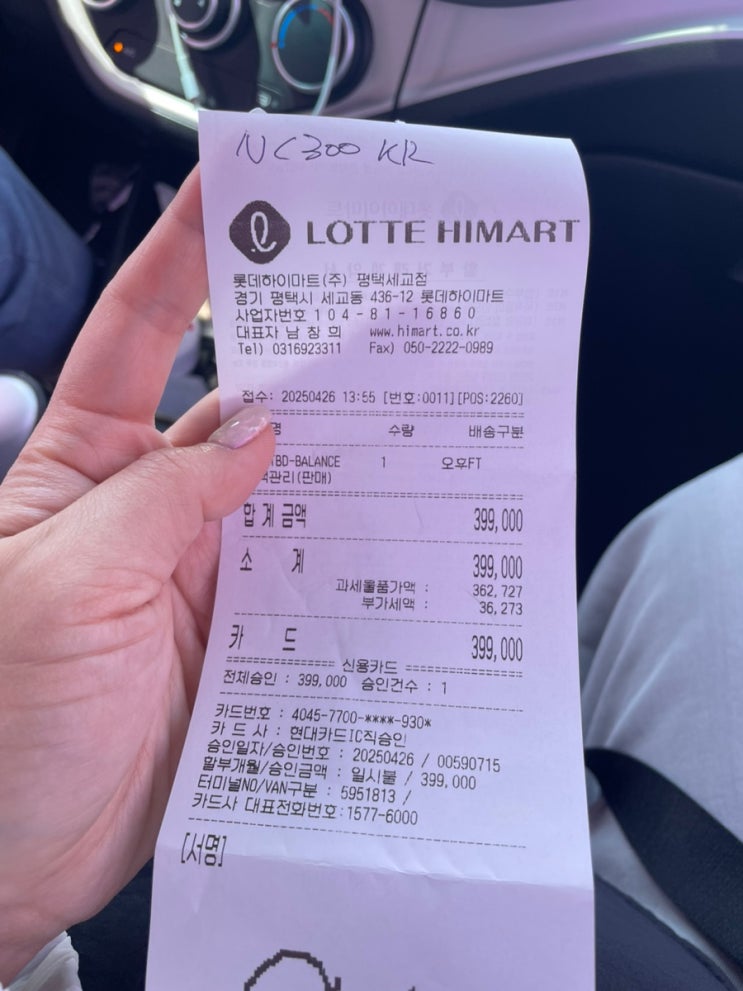 NC300 KR
LOTTE HIMART
롯데하이마트(주) 평택세교점
경기 평택시 세교동 436-12 롯데하이마트
사업자번호 104-81-16860
대표자 남 창 희 www.himart.co.kr
Tel) 0316923311 Fax) 050-2222-0989
접수: 20250426 13:55 [번호:0011][POS:2260]
명 수량 배송구분
TBD-BALANCE 1 오후FT
관리(판매)
합 계 금액 399,000
소 계 399,000
과세물품가액 : 362,727
부가세액 : 36,273
카 드 399,000
신용카드
전체승인 : 399,000 승인건수 : 1
카드번호 : 4045-7700-****-930*
카 드 사 : 현대카드IC직승인
승인일자/승인번호 : 20250426 / 00590715
할부개월/승인금액 : 일시불 / 399,000
터미널NO/VAN구분 : 5951813 /
카드사 대표전화번호:1577-6000
[서명]